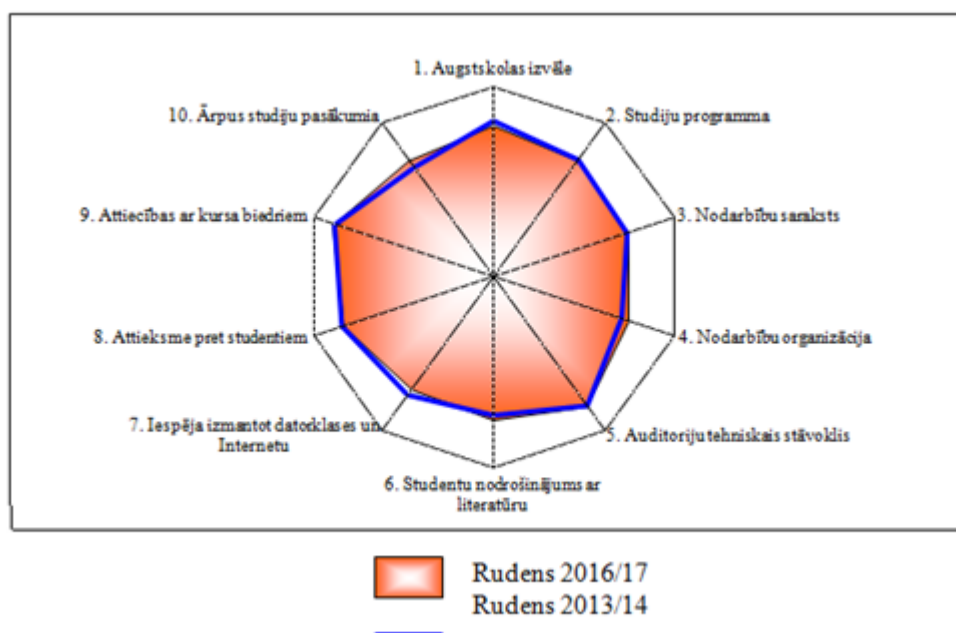 1. Augstskolas izvēle
2. Studiju programma
3. Nodarbību saraksts
4. Nodarbību organizācija
5. Auditoriju tehniskais stāvoklis
6. Studentu nodrošinājums ar
literatūru
7. Iespēja izmantot datorklases un
Internetu
8. Attieksme pret studentiem
9. Attiecības ar kursa biedriem
10. Ārpus studiju pasākumia
Rudens 2016/17
Rudens 2013/14